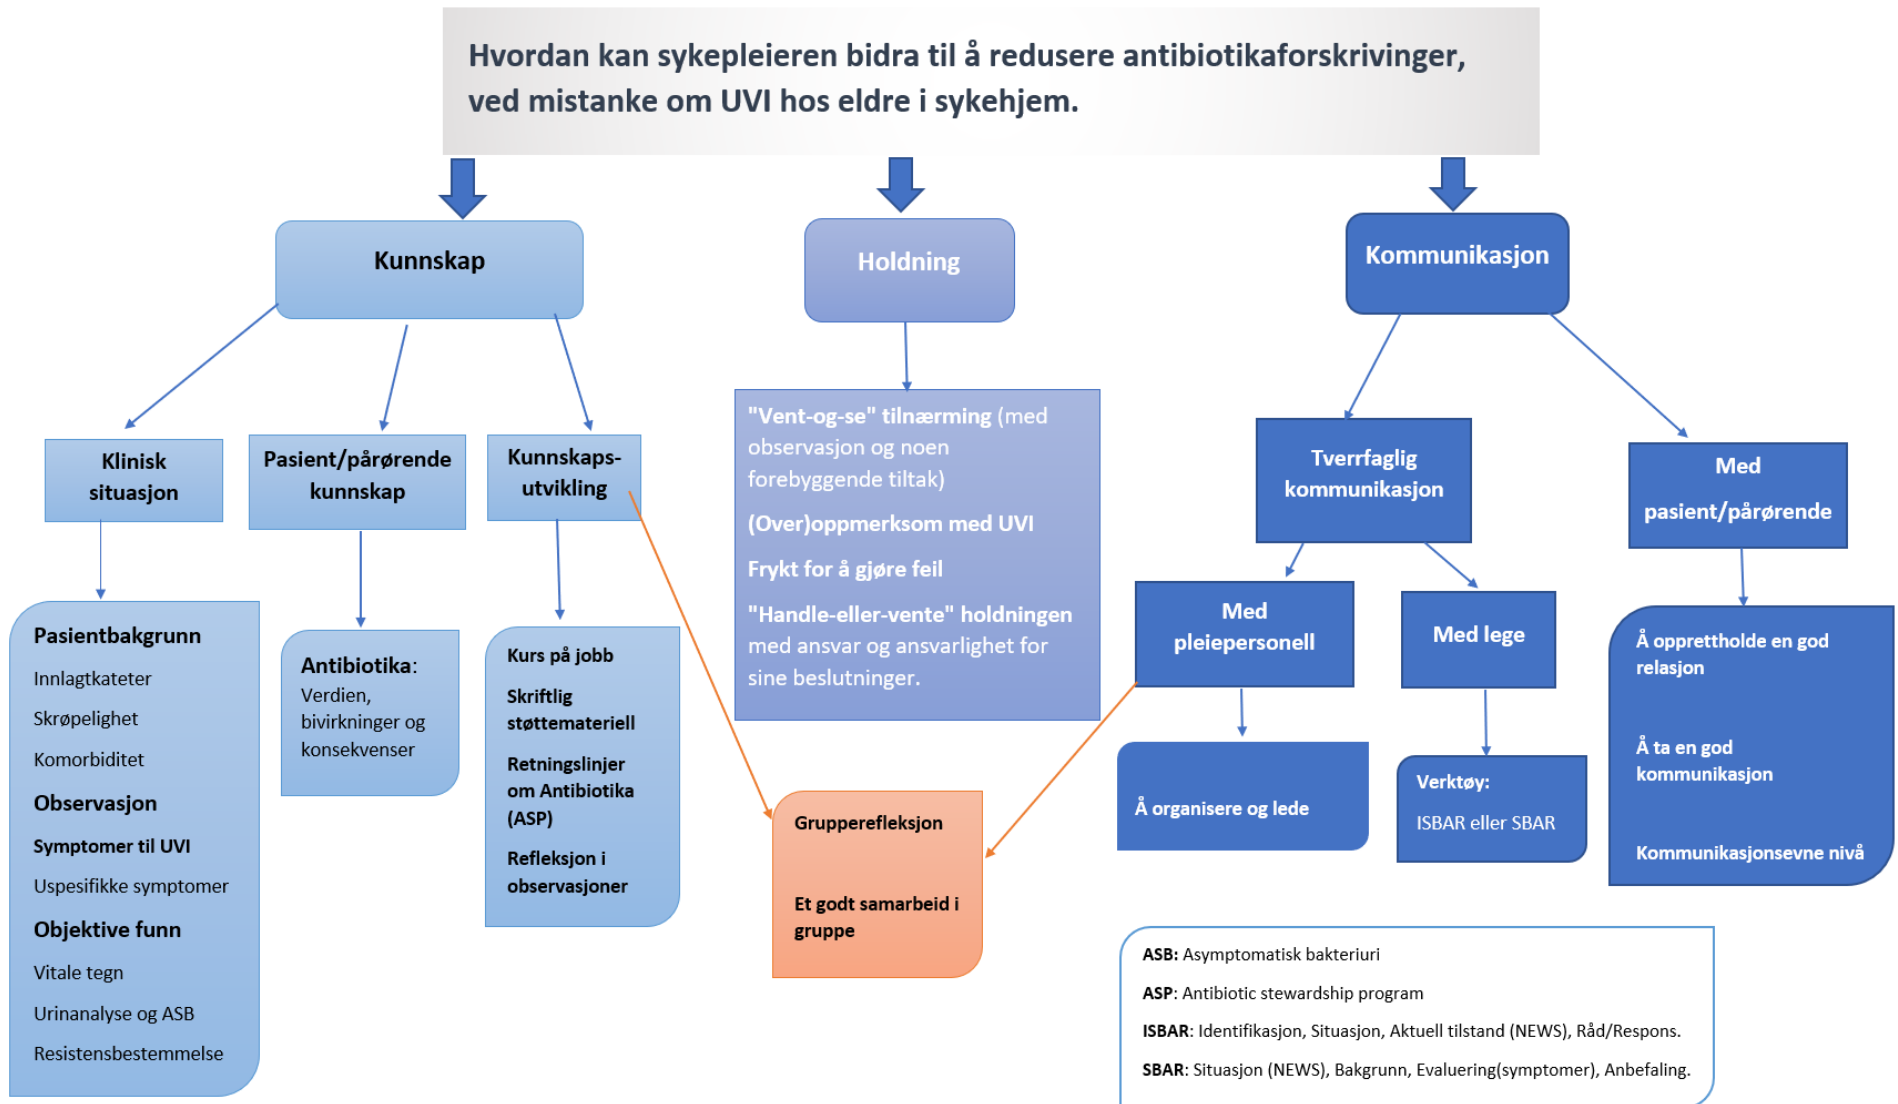 Hvordan kan sykepleieren bidra til å redusere antibiotikaforskrivinger,
ved mistanke om UVI hos eldre i sykehjem.
Kunnskap
Holdning
Kommunikasjon
Klinisk
situasjon
Pasient/pårørende
kunnskap
Kunnskaps-
utvikling
Pasientbakgrunn
Innlagtkateter
Skrøpelighet
Komorbiditet
Observasjon
Symptomer til UVI
Uspesifikke symptomer
Objektive funn
Vitale tegn
Urinanalyse og ASB
Resistensbestemmelse
Antibiotika:
Verdien,
bivirkninger og
konsekvenser
Kurs på jobb
Skriftlig
støttemateriell
Retningslinjer
om Antibiotika
(ASP)
Refleksjon i
observasjoner
"Vent-og-se" tilnærming (med
observasjon og noen
forebyggende tiltak)
(Over)oppmerksom med UVI
Frykt for å gjøre feil
"Handle-eller-vente" holdningen
med ansvar og ansvarlighet for
sine beslutninger.
Grupperefleksjon
Et godt samarbeid i
gruppe
Tverrfaglig
kommunikasjon
Med
pasient/pårørende
Med
pleiepersonell
Med lege
Å organisere og lede
Verktøy:
ISBAR eller SBAR
Å opprettholde en god
relasjon
Å ta en god
kommunikasjon
Kommunikasjonsevne nivå
ASB: Asymptomatisk bakteriuri
ASP: Antibiotic stewardship program
ISBAR: Identifikasjon, Situasjon, Aktuell tilstand (NEWS), Råd/Respons.
SBAR: Situasjon (NEWS), Bakgrunn, Evaluering(symptomer), Anbefaling.